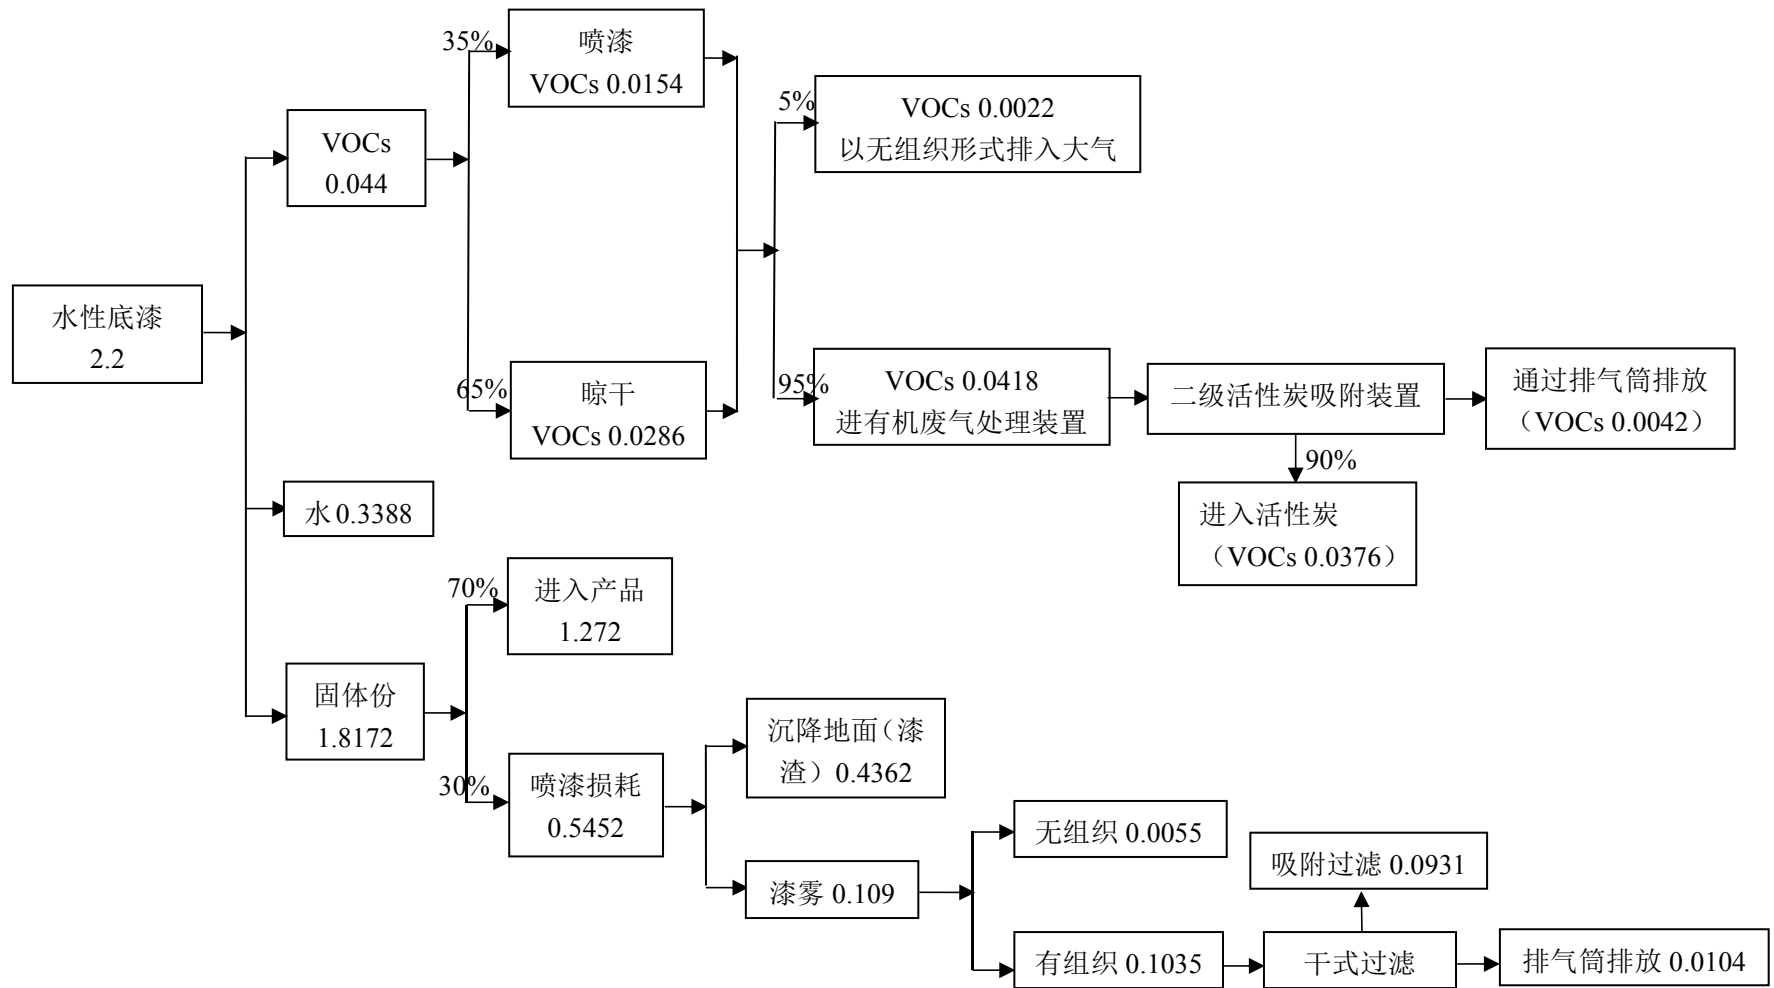 35%
喷漆
VOCs 0.0154
5%
VOCs 0.0022
以无组织形式排入大气
VOCs
0.044
水性底漆
2.2
65%
晾干
VOCs 0.0286
95%
VOCs 0.0418
进有机废气处理装置
二级活性炭吸附装置
通过排气筒排放
（VOCs 0.0042）
90%
进入活性炭
（VOCs 0.0376）
水 0.3388
70%
进入产品
1.272
固体份
1.8172
30%
喷漆损耗
0.5452
沉降地面（漆
渣）0.4362
漆雾 0.109
无组织 0.0055
吸附过滤 0.0931
有组织 0.1035
干式过滤
排气筒排放 0.0104